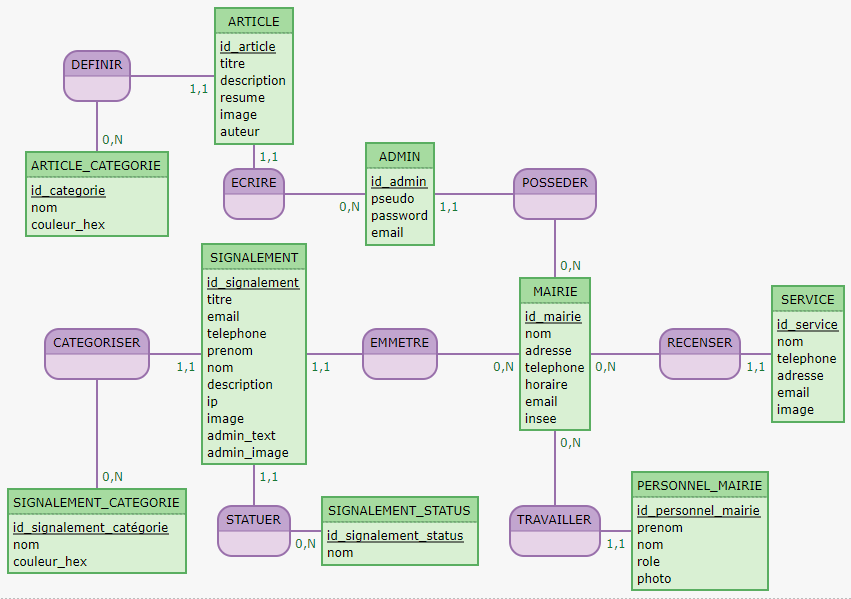 ARTICLE
id_article
titre
description
resume
image
auteur
DEFINIR
1,1
0,N
ARTICLE_CATEGORIE
id_categorie
nom
couleur_hex
1,1
ECRIRE
0,N
ADMIN
id_admin
pseudo
password
email
1,1
POSSEDER
0,N
SIGNALEMENT
id_signalement
titre
email
telephone
prenom
nom
description
ip
image
admin_text
admin_image
CATEGORISER
1,1
1,1
EMMETRE
0,N
MAIRIE
id_mairie
nom
adresse
telephone
horaire
email
insee
0,N
RECENSER
1,1
SERVICE
id_service
nom
telephone
adresse
email
image
0,N
0,N
1,1
SIGNALEMENT_CATEGORIE
id_signalement_catégorie
nom
couleur_hex
STATUER
0,N
SIGNALEMENT_STATUS
id_signalement_status
nom
TRAVAILLER
1,1
PERSONNEL_MAIRIE
id_personnel_mairie
prenom
nom
role
photo